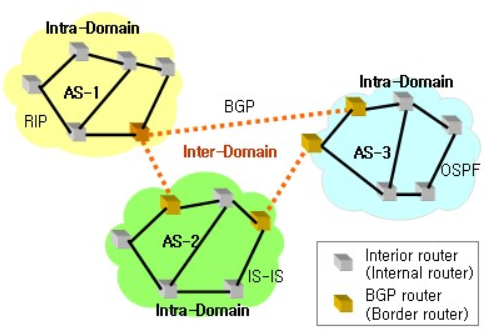 Intra-Domain
AS-1
RIP
BGP
Inter-Domain
Intra-Domain
AS-3
OSPF
AS-2
IS-IS
Intra-Domain
Interior router
(Internal router)
BGP router
(Border router)